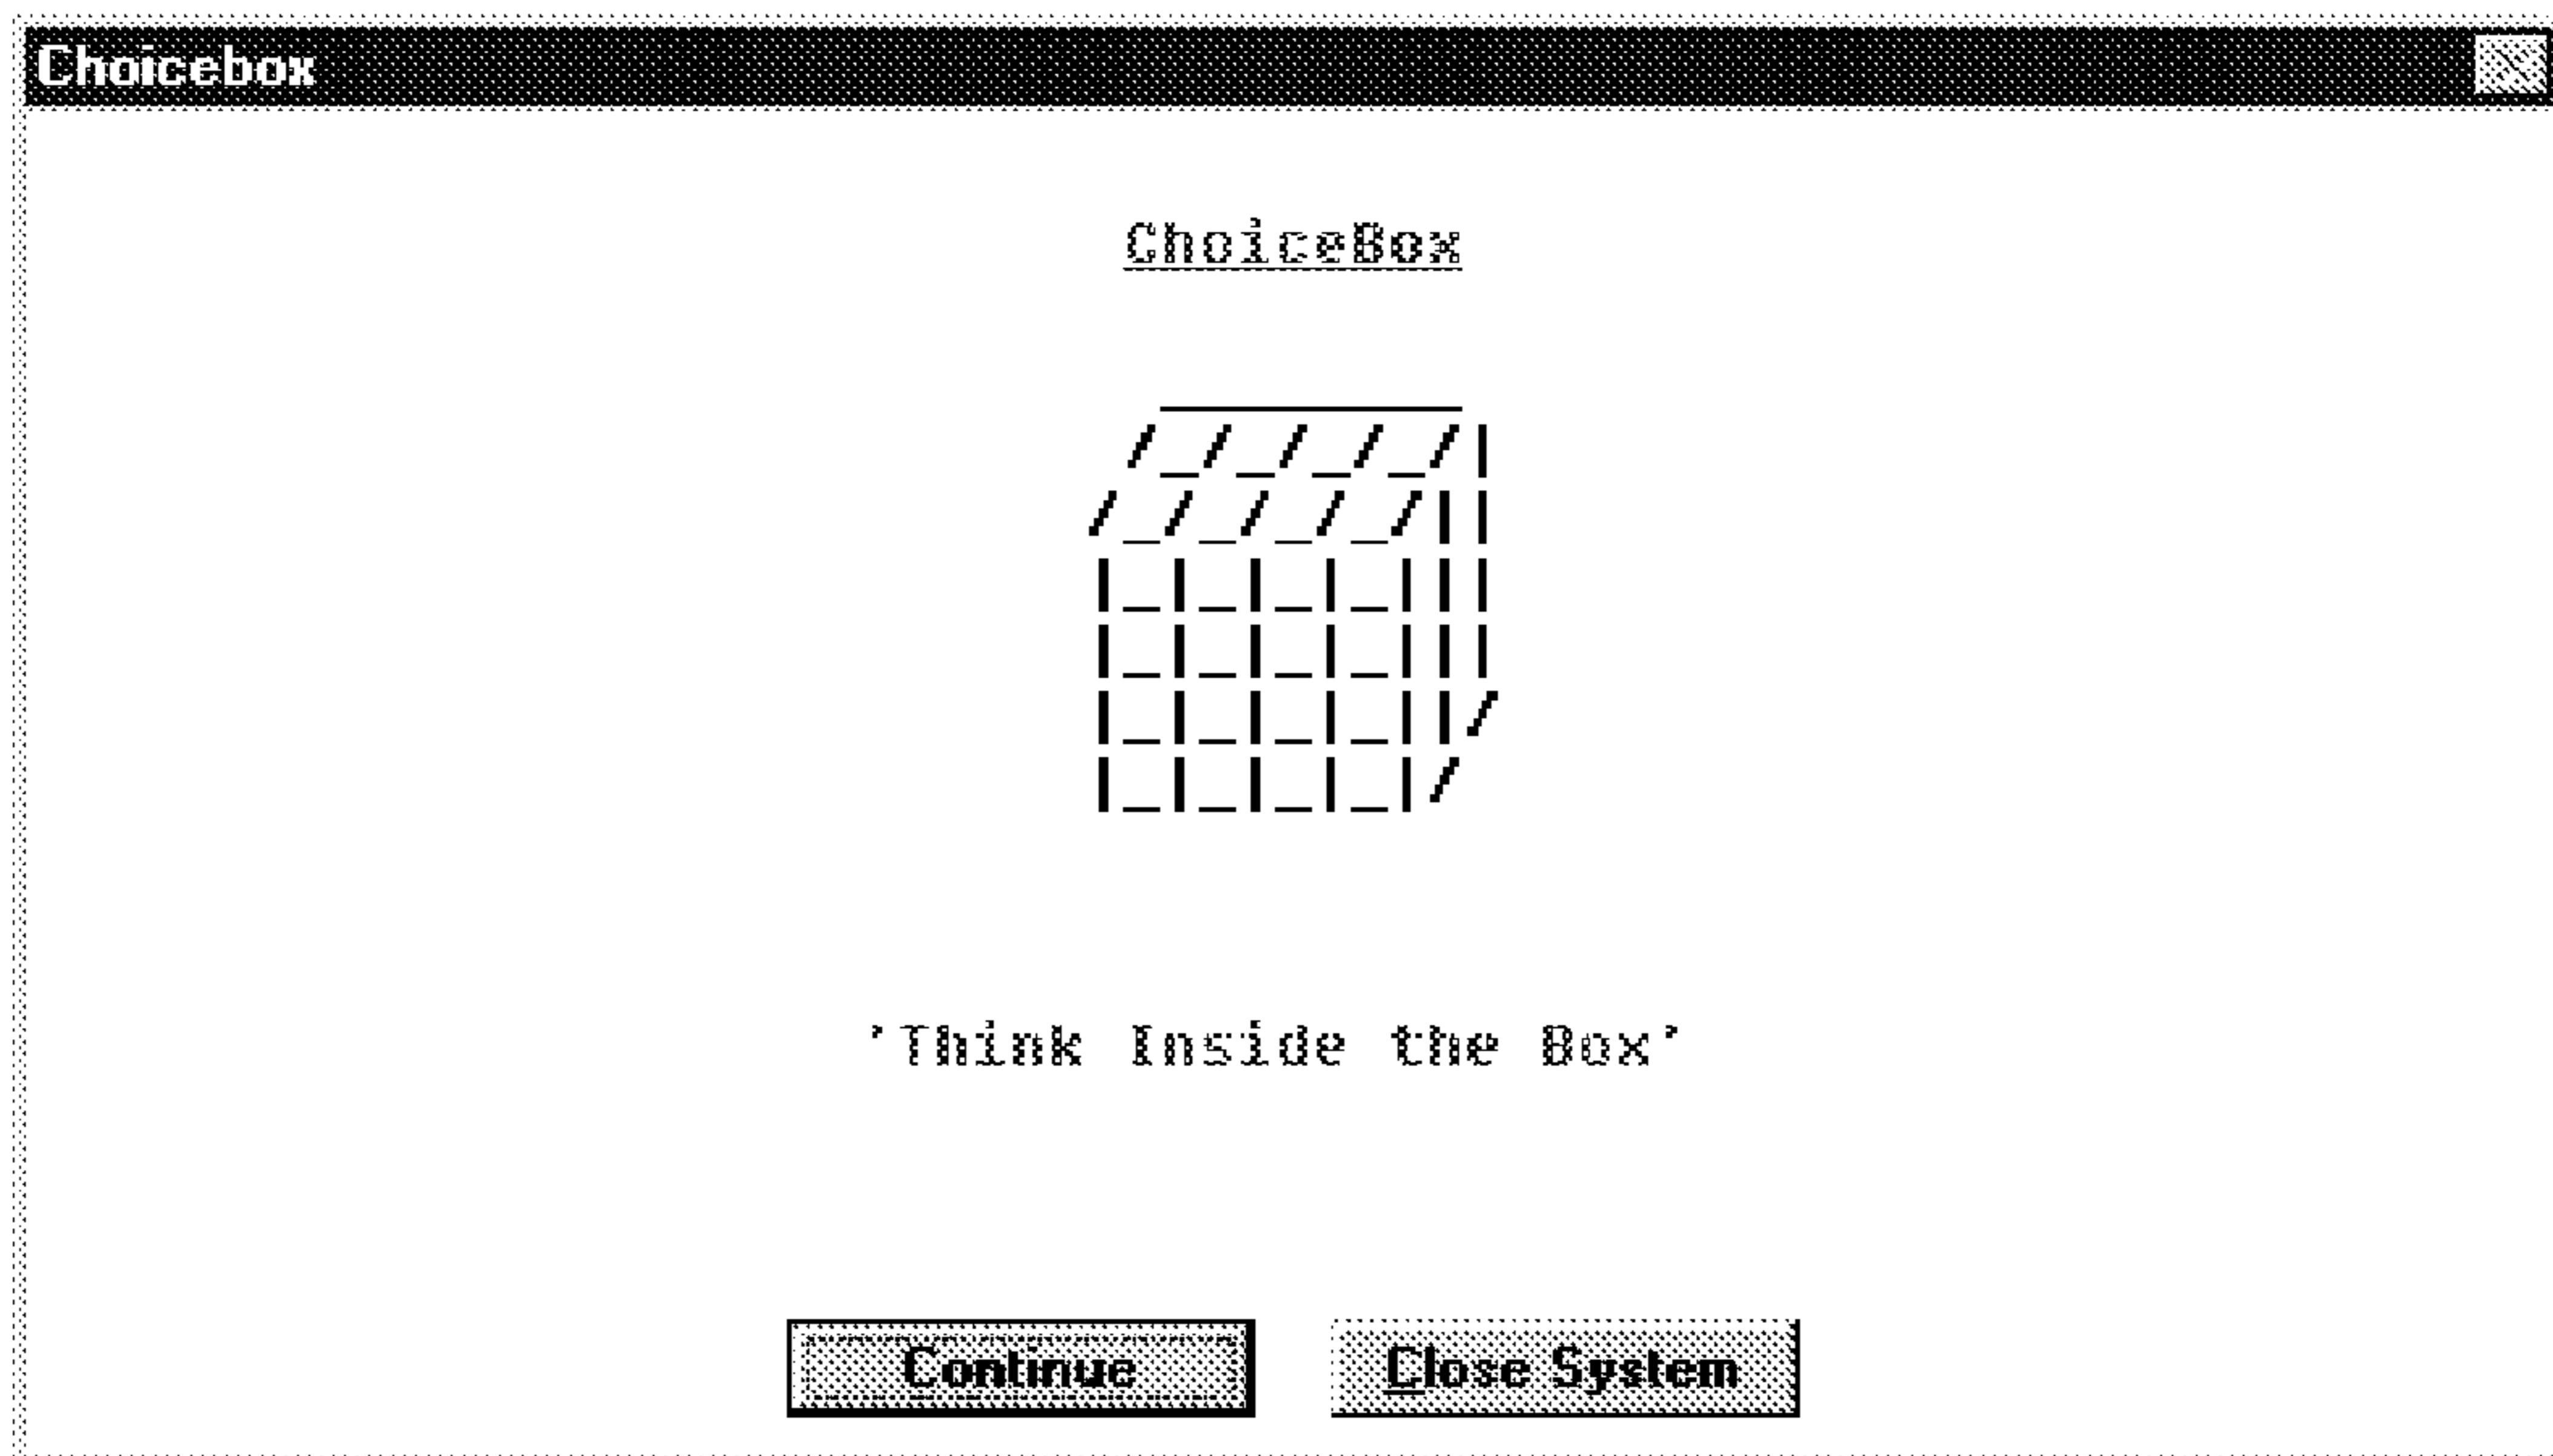 Choicebox
ChoiceBox
'Think Inside the Box'
Continue
Close System